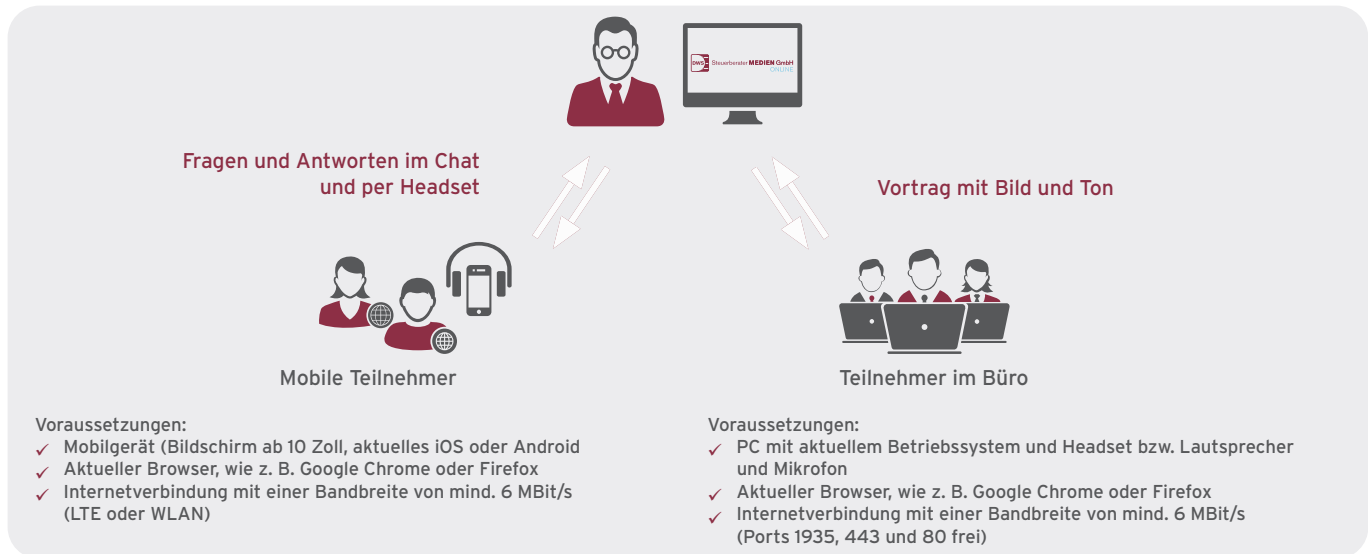 DWS Steuerberater MEDIEN GmbH
ONLINE
Fragen und Antworten im Chat
und per Headset
Vortrag mit Bild und Ton
Mobile Teilnehmer
Voraussetzungen:
✓ Mobilgerät (Bildschirm ab 10 Zoll, aktuelles iOS oder Android
✓ Aktueller Browser, wie z. B. Google Chrome oder Firefox
✓ Internetverbindung mit einer Bandbreite von mind. 6 MBit/s
(LTE oder WLAN)
Teilnehmer im Büro
Voraussetzungen:
✓ PC mit aktuellem Betriebssystem und Headset bzw. Lautsprecher
und Mikrofon
✓ Aktueller Browser, wie z. B. Google Chrome oder Firefox
✓ Internetverbindung mit einer Bandbreite von mind. 6 MBit/s
(Ports 1935, 443 und 80 frei)